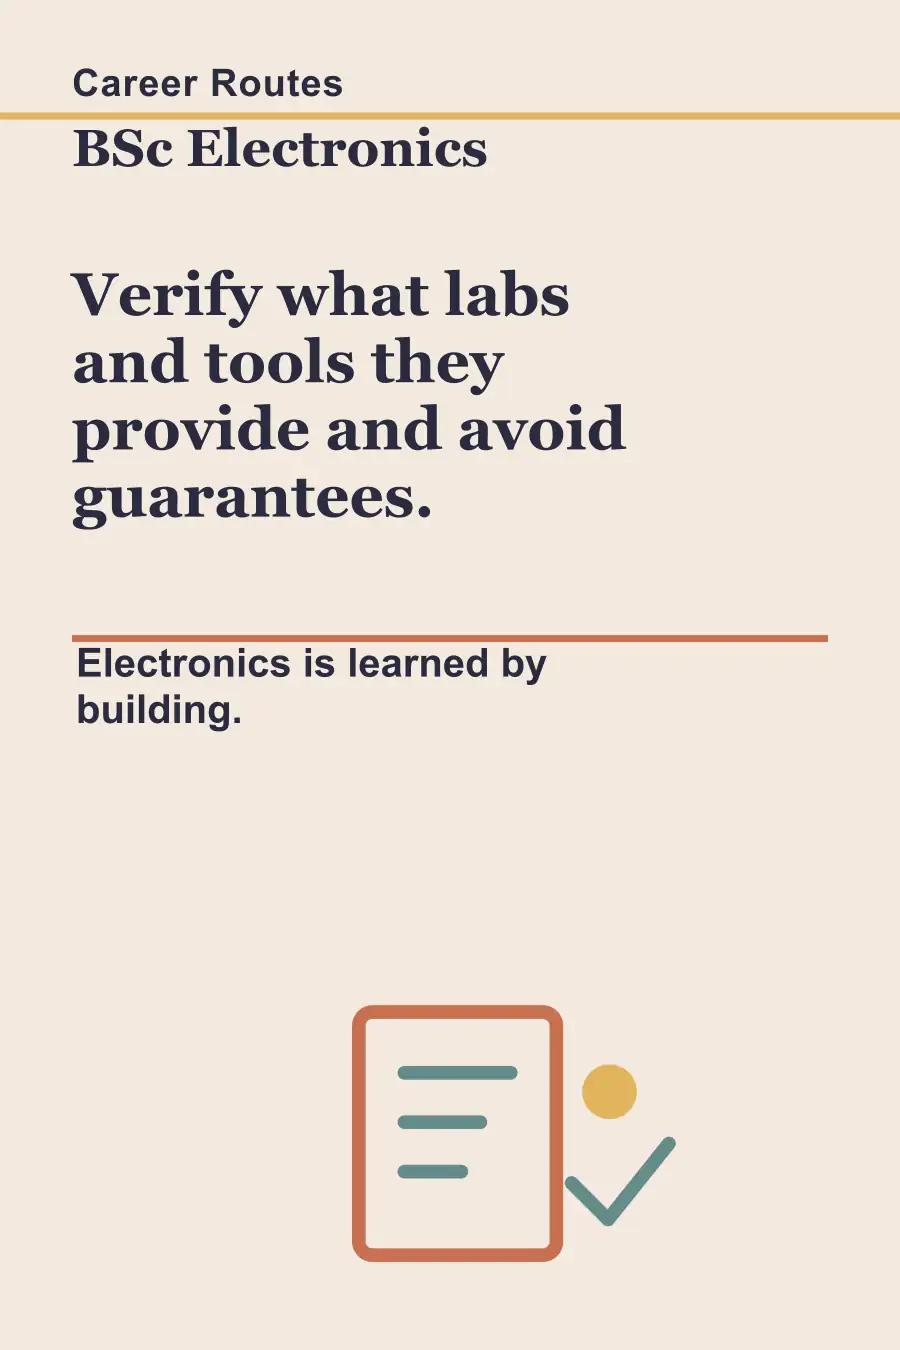 Career Routes
BSc Electronics
Verify what labs
and tools they
provide and avoid
guarantees.
Electronics is learned by
building.